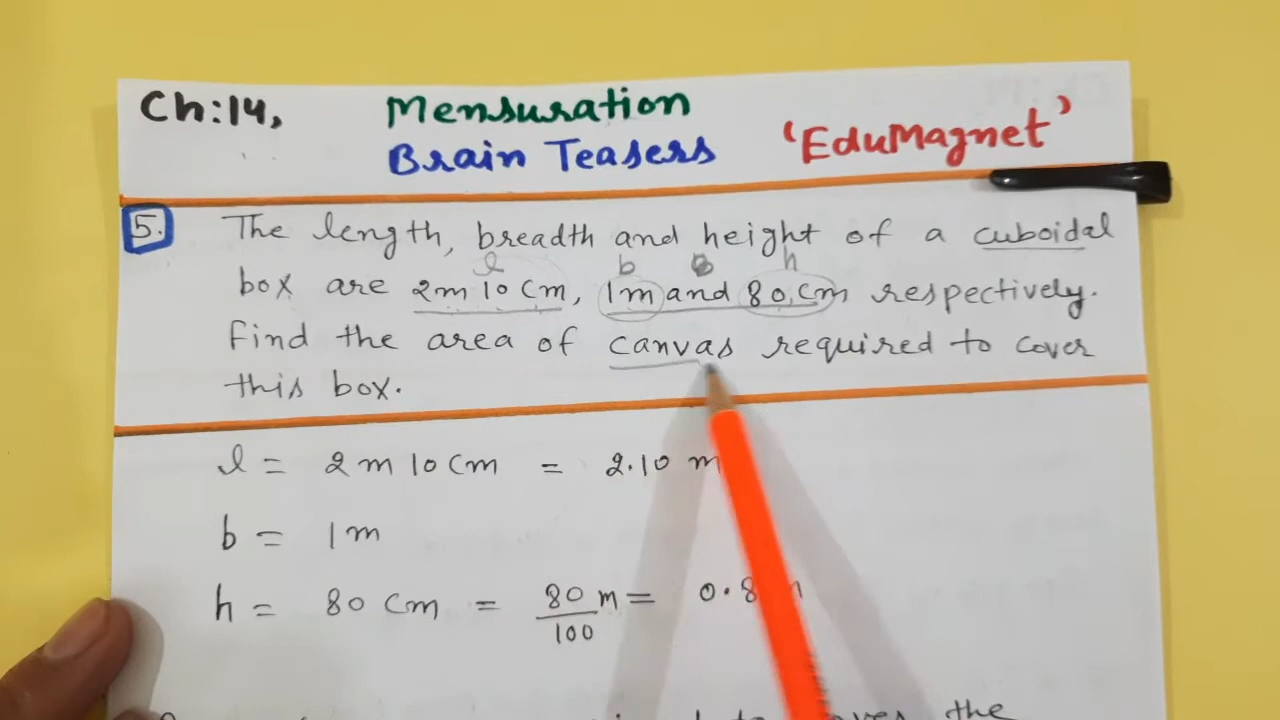 Ch:14, Mensuration
Brain Teasers 'EduMagnet'
5. The length, breadth and height of a cuboidal
l b h
box are 2m 10 cm, 1m and 80 cm respectively.
Find the area of canvas required to cover
this box.
l = 2 m 10 cm = 2.10 m
b = 1 m
h = 80 cm = 80/100 m = 0.8
the